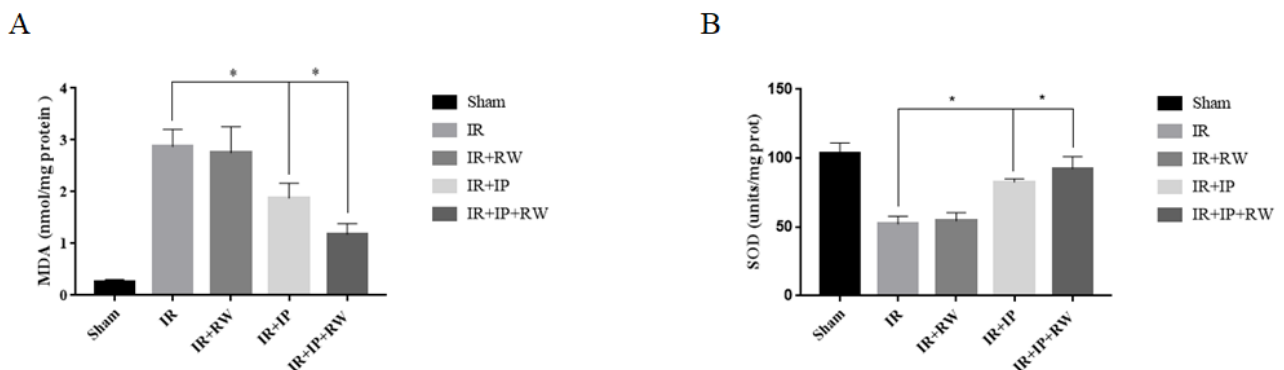 A
MDA (nmol/mg protein )
4
3
2
1
0
* *
Sham
IR
IR+RW
IR+IP
IR+IP+RW
Sham
IR
IR+RW
IR+IP
IR+IP+RW
B
SOD (units/mg prot)
150
100
50
0
* *
Sham
IR
IR+RW
IR+IP
IR+IP+RW
Sham
IR
IR+RW
IR+IP
IR+IP+RW